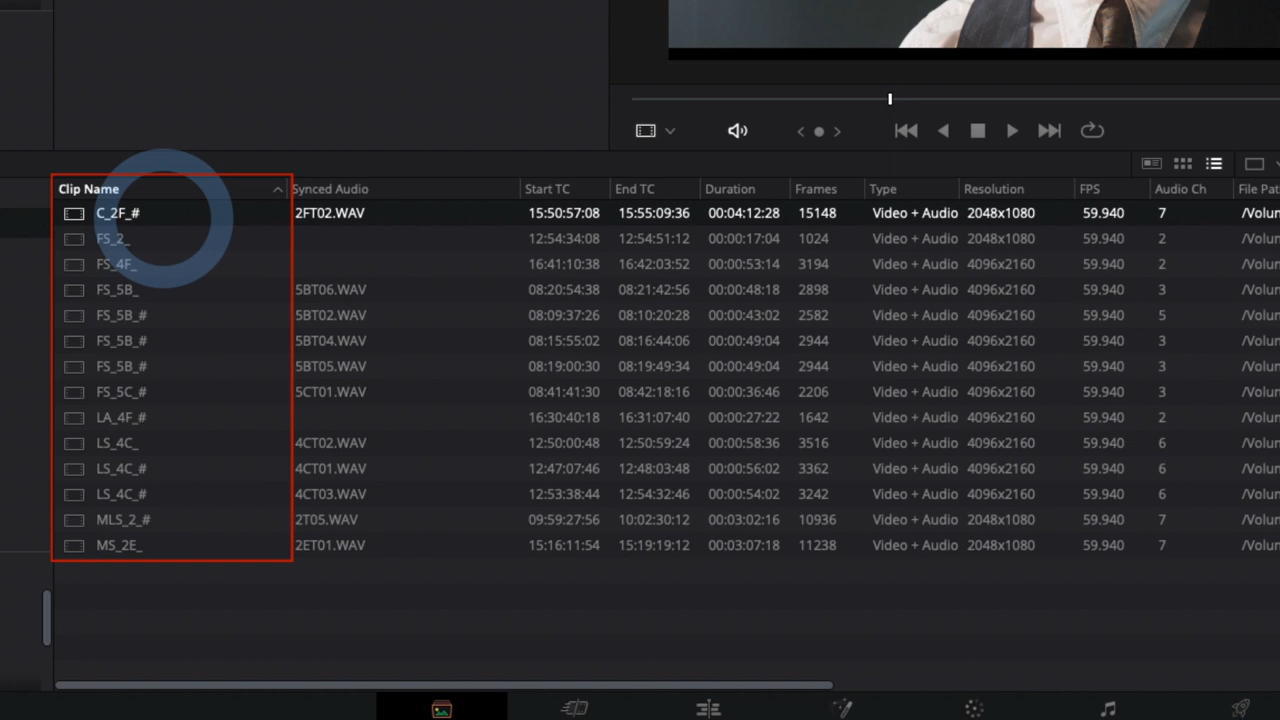 Clip Name Synced Audio Start TC End TC Duration Frames Type Resolution FPS Audio Ch File Pat
C_2F_# 2FT02.WAV 15:50:57:08 15:55:09:36 00:04:12:28 15148 Video + Audio 2048x1080 59.940 7 /Volun
FS_2_ 12:54:34:08 12:54:51:12 00:00:17:04 1024 Video + Audio 2048x1080 59.940 2 /Volun
FS_4F_ 16:41:10:38 16:42:03:52 00:00:53:14 3194 Video + Audio 4096x2160 59.940 2 /Volun
FS_5B_ 5BT06.WAV 08:20:54:38 08:21:42:56 00:00:48:18 2898 Video + Audio 4096x2160 59.940 3 /Volun
FS_5B_# 5BT02.WAV 08:09:37:26 08:10:20:28 00:00:43:02 2582 Video + Audio 4096x2160 59.940 5 /Volun
FS_5B_# 5BT04.WAV 08:15:55:02 08:16:44:06 00:00:49:04 2944 Video + Audio 4096x2160 59.940 3 /Volun
FS_5B_# 5BT05.WAV 08:19:00:30 08:19:49:34 00:00:49:04 2944 Video + Audio 4096x2160 59.940 3 /Volun
FS_5C_# 5CT01.WAV 08:41:41:30 08:42:18:16 00:00:36:46 2206 Video + Audio 4096x2160 59.940 3 /Volun
LA_4F_# 16:30:40:18 16:31:07:40 00:00:27:22 1642 Video + Audio 4096x2160 59.940 2 /Volun
LS_4C_ 4CT02.WAV 12:50:00:48 12:50:59:24 00:00:58:36 3516 Video + Audio 4096x2160 59.940 6 /Volun
LS_4C_# 4CT01.WAV 12:47:07:46 12:48:03:48 00:00:56:02 3362 Video + Audio 4096x2160 59.940 6 /Volun
LS_4C_# 4CT03.WAV 12:53:38:44 12:54:32:46 00:00:54:02 3242 Video + Audio 4096x2160 59.940 6 /Volun
MLS_2_# 2T05.WAV 09:59:27:56 10:02:30:12 00:03:02:16 10936 Video + Audio 2048x1080 59.940 7 /Volun
MS_2E_ 2ET01.WAV 15:16:11:54 15:19:19:12 00:03:07:18 11238 Video + Audio 2048x1080 59.940 7 /Volun